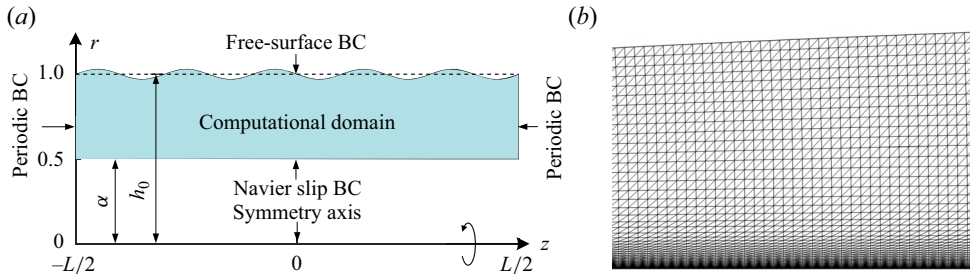 (a)
r
Free-surface BC
1.0
Periodic BC
Computational domain
Periodic BC
0.5
α
h₀
Navier slip BC
Symmetry axis
0
z
–L/2
0
L/2
(b)